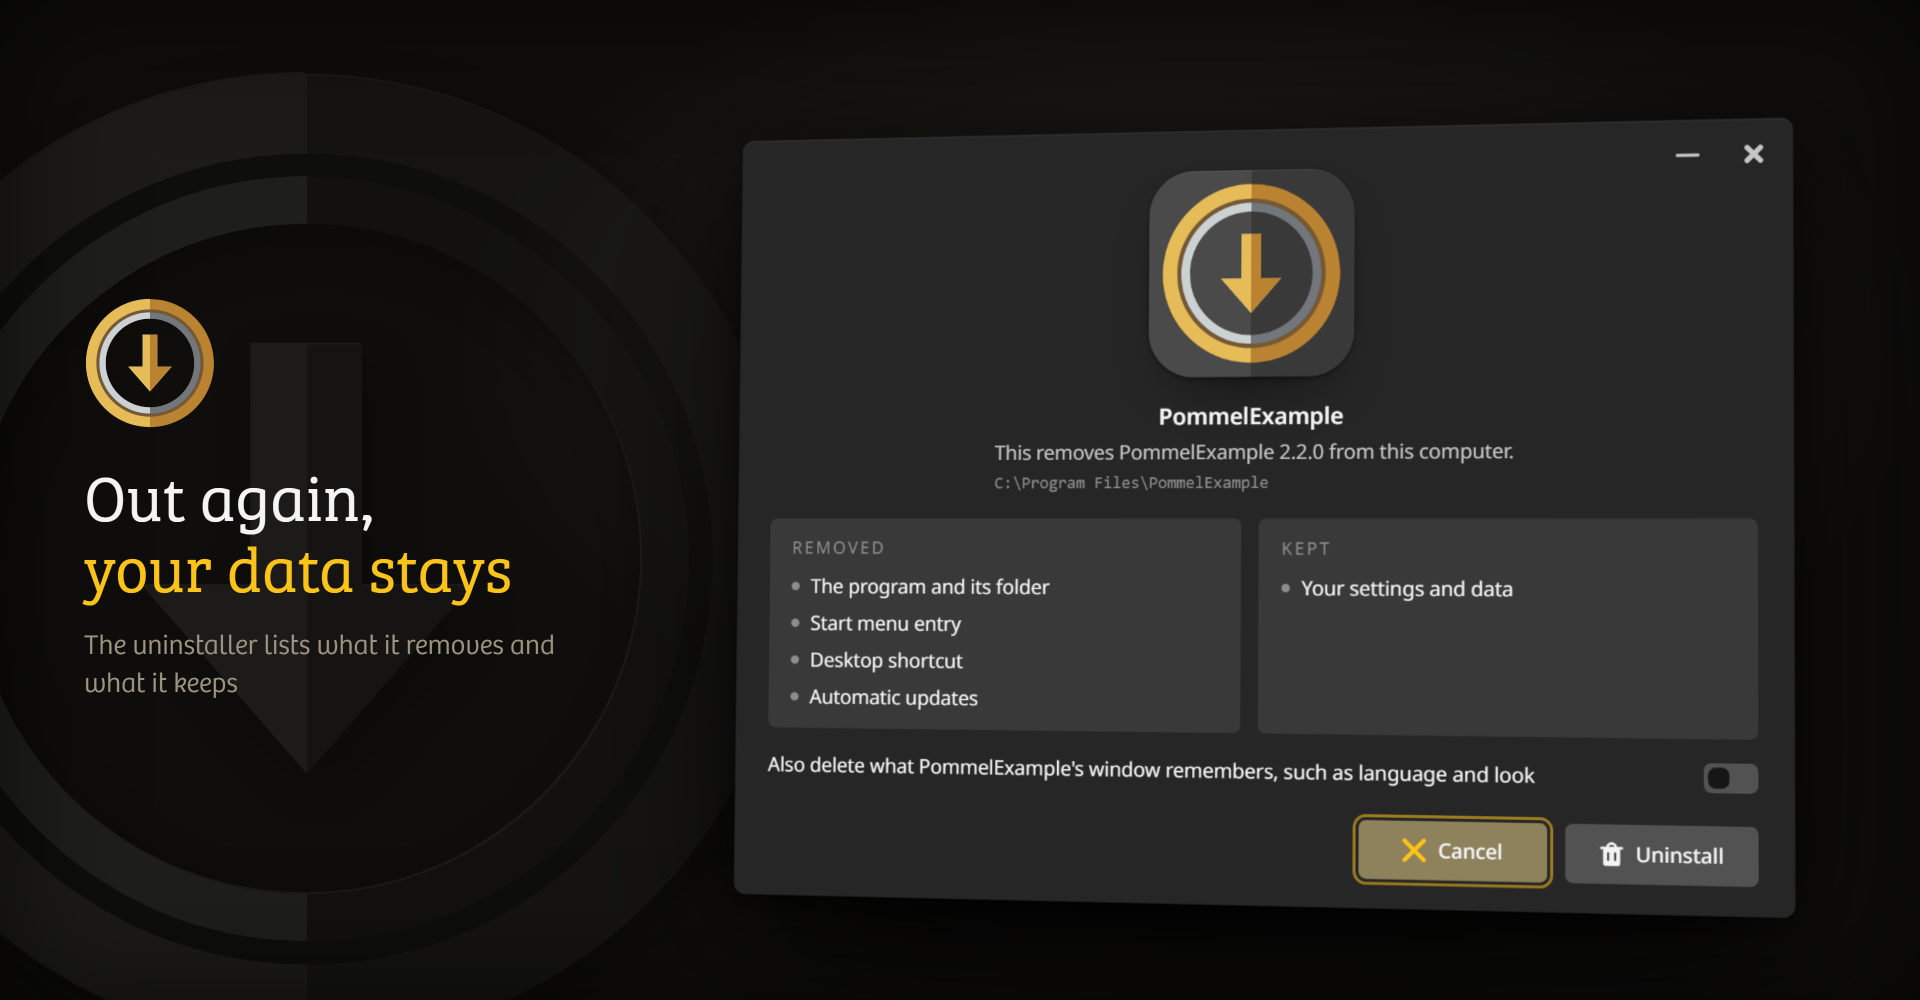 Out again,
your data stays
The uninstaller lists what it removes and
what it keeps
PommelExample
This removes PommelExample 2.2.0 from this computer.
C:\Program Files\PommelExample
REMOVED
The program and its folder
Start menu entry
Desktop shortcut
Automatic updates
KEPT
Your settings and data
Also delete what PommelExample's window remembers, such as language and look
Cancel
Uninstall